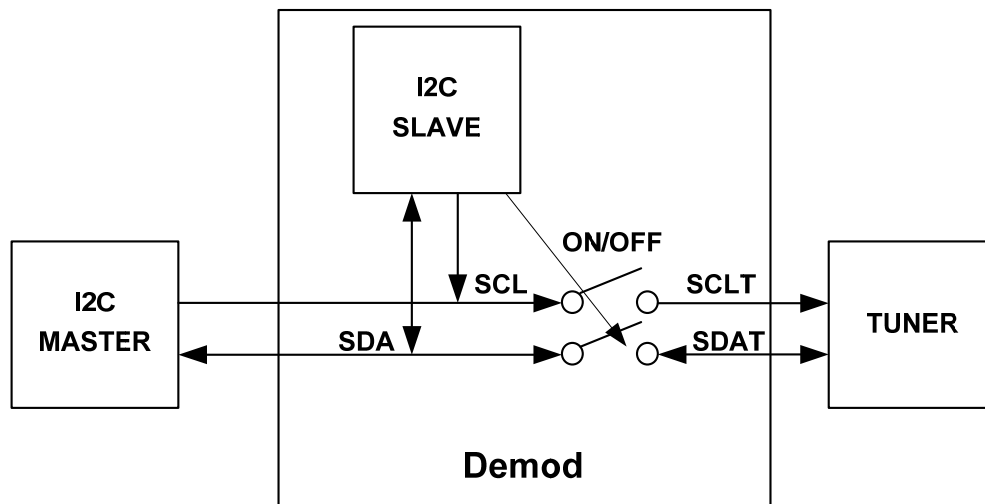 I2C
SLAVE
ON/OFF
I2C
MASTER
SCL
SCLT
SDA
SDAT
TUNER
Demod